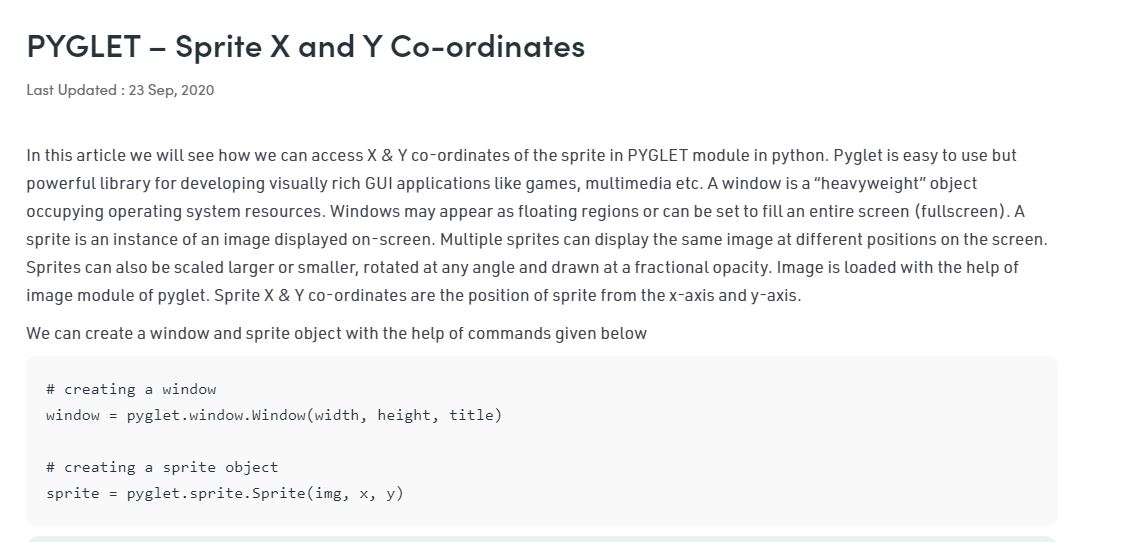 PYGLET – Sprite X and Y Co-ordinates
Last Updated : 23 Sep, 2020
In this article we will see how we can access X & Y co-ordinates of the sprite in PYGLET module in python. Pyglet is easy to use but
powerful library for developing visually rich GUI applications like games, multimedia etc. A window is a “heavyweight” object
occupying operating system resources. Windows may appear as floating regions or can be set to fill an entire screen (fullscreen). A
sprite is an instance of an image displayed on-screen. Multiple sprites can display the same image at different positions on the screen.
Sprites can also be scaled larger or smaller, rotated at any angle and drawn at a fractional opacity. Image is loaded with the help of
image module of pyglet. Sprite X & Y co-ordinates are the position of sprite from the x-axis and y-axis.
We can create a window and sprite object with the help of commands given below
# creating a window
window = pyglet.window.Window(width, height, title)
# creating a sprite object
sprite = pyglet.sprite.Sprite(img, x, y)